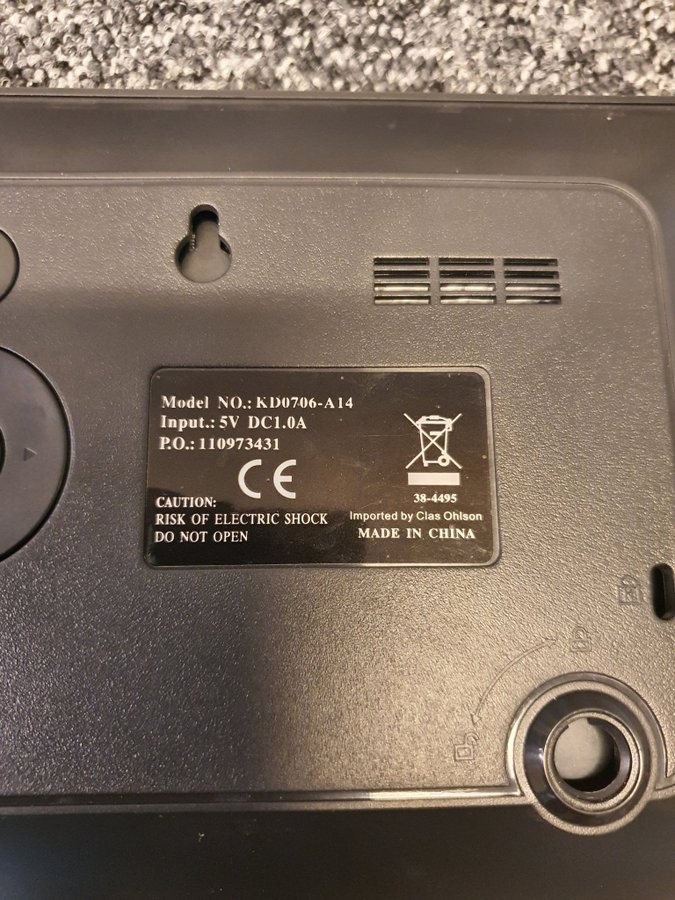 Model NO.: KD0706-A14
Input.: 5V DC1.0A
P.O.: 110973431
CE
CAUTION:
RISK OF ELECTRIC SHOCK
DO NOT OPEN
38-4495
Imported by Clas Ohlson
MADE IN CHINA